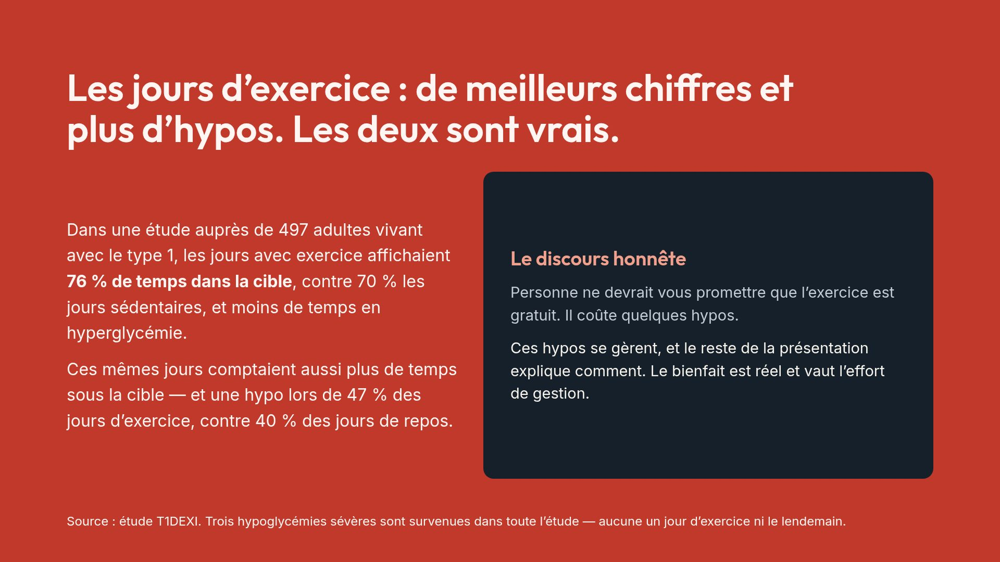 Les jours d’exercice : de meilleurs chiffres et
plus d’hypos. Les deux sont vrais.
Dans une étude auprès de 497 adultes vivant
avec le type 1, les jours avec exercice affichaient
76 % de temps dans la cible, contre 70 % les
jours sédentaires, et moins de temps en
hyperglycémie.
Ces mêmes jours comptaient aussi plus de temps
sous la cible — et une hypo lors de 47 % des
jours d’exercice, contre 40 % des jours de repos.
Le discours honnête
Personne ne devrait vous promettre que l’exercice est
gratuit. Il coûte quelques hypos.
Ces hypos se gèrent, et le reste de la présentation
explique comment. Le bienfait est réel et vaut l’effort
de gestion.
Source : étude T1DEXI. Trois hypoglycémies sévères sont survenues dans toute l’étude — aucune un jour d’exercice ni le lendemain.